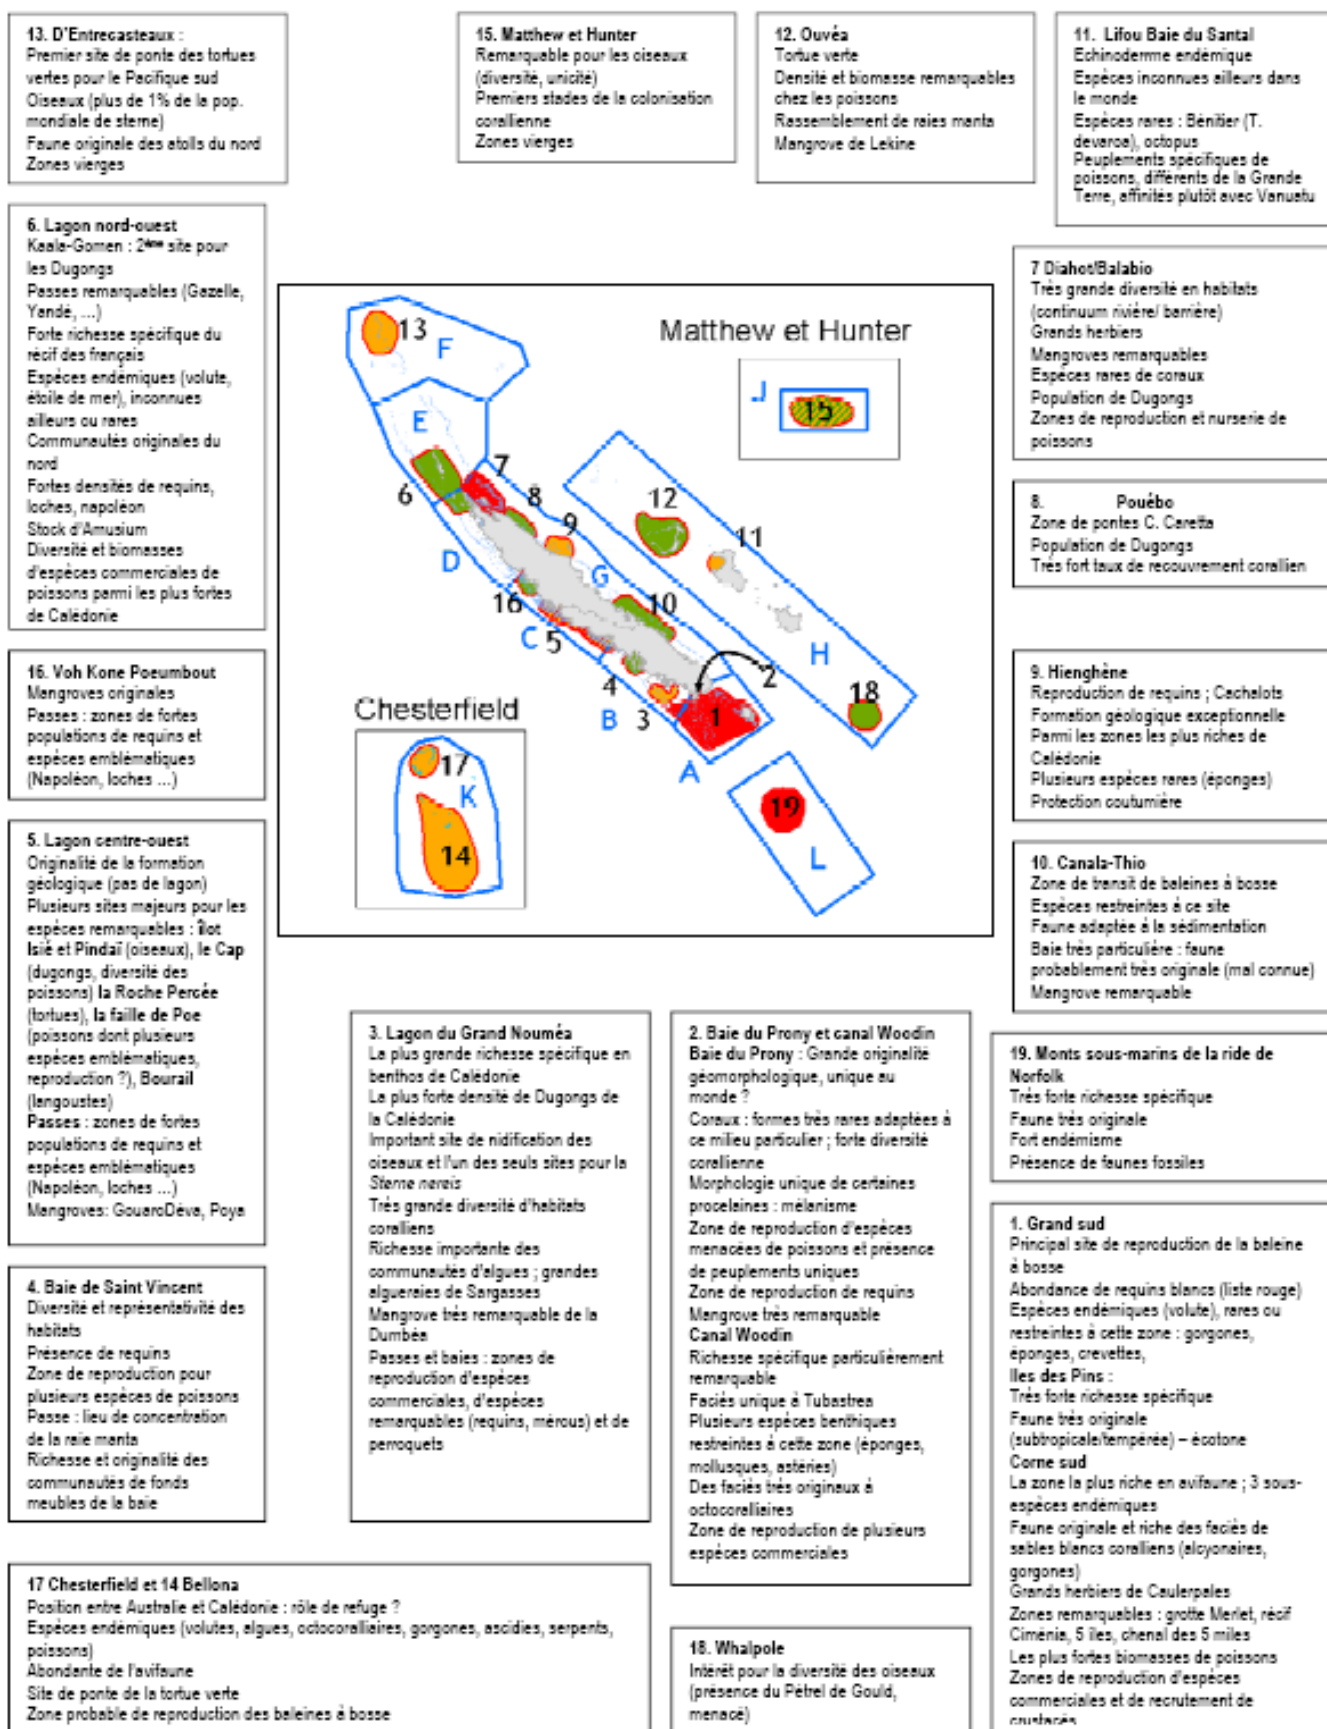 13. D'Entrecasteaux :
Premier site de ponte des tortues
vertes pour le Pacifique sud
Oiseaux (plus de 1% de la pop.
mondiale de sterne)
Faune originale des atolls du nord
Zones vierges
15. Matthew et Hunter
Remarquable pour les oiseaux
(diversité, unicité)
Premiers stades de la colonisation
corallienne
Zones vierges
12. Ouvéa
Tortue verte
Densité et biomasse remarquables
chez les poissons
Rassemblement de raies manta
Mangrove de Lekine
11. Lifou Baie du Santal
Echinoderme endémique
Espèces inconnues ailleurs dans
le monde
Espèces rares : Bénitier (T.
devaroa), octopus
Peuplements spécifiques de
poissons, différents de la Grande
Terre, affinités plutôt avec Vanuatu
6. Lagon nord-ouest
Kaala-Gomen : 2ème site pour
les Dugongs
Passes remarquables (Gazelle,
Yandé, ...)
Forte richesse spécifique du
récif des français
Espèces endémiques (volute,
étoile de mer), inconnues
ailleurs ou rares
Communautés originales du
nord
Fortes densités de requins,
loches, napoléon
Stock d'Amusium
Diversité et biomasses
d'espèces commerciales de
poissons parmi les plus fortes
de Calédonie
7 Diahot/Balabio
Très grande diversité en habitats
(continuum rivière/ barrière)
Grands herbiers
Mangroves remarquables
Espèces rares de coraux
Population de Dugongs
Zones de reproduction et nurserie de
poissons
8. Pouébo
Zone de pontes C. Caretta
Population de Dugongs
Très fort taux de recouvrement corallien
Matthew et Hunter
J
15
13
F
E
7
6
8
12
9
11
D
G
16
10
C
5
H
4
2
18
B
3
1
A
Chesterfield
17
K
14
19
L
16. Voh Kone Poeumbout
Mangroves originales
Passes : zones de fortes
populations de requins et
espèces emblématiques
(Napoléon, loches ...)
9. Hienghène
Reproduction de requins ; Cachalots
Formation géologique exceptionnelle
Parmi les zones les plus riches de
Calédonie
Plusieurs espèces rares (éponges)
Protection coutumière
5. Lagon centre-ouest
Originalité de la formation
géologique (pas de lagon)
Plusieurs sites majeurs pour les
espèces remarquables : îlot
Isié et Pindaï (oiseaux), le Cap
(dugongs, diversité des
poissons) la Roche Percée
(tortues), la faille de Poe
(poissons dont plusieurs
espèces emblématiques,
reproduction ?), Bourail
(langoustes)
Passes : zones de fortes
populations de requins et
espèces emblématiques
(Napoléon, loches ...)
Mangroves: GouaroDéva, Poya
10. Canala-Thio
Zone de transit de baleines à bosse
Espèces restreintes à ce site
Faune adaptée à la sédimentation
Baie très particulière : faune
probablement très originale (mal connue)
Mangrove remarquable
3. Lagon du Grand Nouméa
La plus grande richesse spécifique en
benthos de Calédonie
La plus forte densité de Dugongs de
la Calédonie
Important site de nidification des
oiseaux et l'un des seuls sites pour la
Sterne nereis
Très grande diversité d'habitats
coralliens
Richesse importante des
communautés d'algues ; grandes
algueraies de Sargasses
Mangrove très remarquable de la
Dumbéa
Passes et baies : zones de
reproduction d'espèces
commerciales, d'espèces
remarquables (requins, mérous) et de
perroquets
2. Baie du Prony et canal Woodin
Baie du Prony : Grande originalité
géomorphologique, unique au
monde ?
Coraux : formes très rares adaptées à
ce milieu particulier ; forte diversité
corallienne
Morphologie unique de certaines
procelaines : mélanisme
Zone de reproduction d'espèces
menacées de poissons et présence
de peuplements uniques
Zone de reproduction de requins
Mangrove très remarquable
Canal Woodin
Richesse spécifique particulièrement
remarquable
Faciès unique à Tubastrea
Plusieurs espèces benthiques
restreintes à cette zone (éponges,
mollusques, astéries)
Des faciès très originaux à
octocoralliaires
Zone de reproduction de plusieurs
espèces commerciales
19. Monts sous-marins de la ride de
Norfolk
Très forte richesse spécifique
Faune très originale
Fort endémisme
Présence de faunes fossiles
1. Grand sud
Principal site de reproduction de la baleine
à bosse
Abondance de requins blancs (liste rouge)
Espèces endémiques (volute), rares ou
restreintes à cette zone : gorgones,
éponges, crevettes,
Iles des Pins :
Très forte richesse spécifique
Faune très originale
(subtropicale/tempérée) – écotone
Corne sud
La zone la plus riche en avifaune ; 3 sous-
espèces endémiques
Faune originale et riche des faciès de
sables blancs coralliens (alcyonaires,
gorgones)
Grands herbiers de Caulerpales
Zones remarquables : grotte Merlet, récif
Ciménia, 5 îles, chenal des 5 miles
Les plus fortes biomasses de poissons
Zones de reproduction d'espèces
commerciales et de recrutement de
crustacés
4. Baie de Saint Vincent
Diversité et représentativité des
habitats
Présence de requins
Zone de reproduction pour
plusieurs espèces de poissons
Passe : lieu de concentration
de la raie manta
Richesse et originalité des
communautés de fonds
meubles de la baie
17 Chesterfield et 14 Bellona
Position entre Australie et Calédonie : rôle de refuge ?
Espèces endémiques (volutes, algues, octocoralliaires, gorgones, ascidies, serpents,
poissons)
Abondante de l'avifaune
Site de ponte de la tortue verte
Zone probable de reproduction des baleines à bosse
18. Whalpole
Intérêt pour la diversité des oiseaux
(présence du Pétrel de Gould,
menacé)